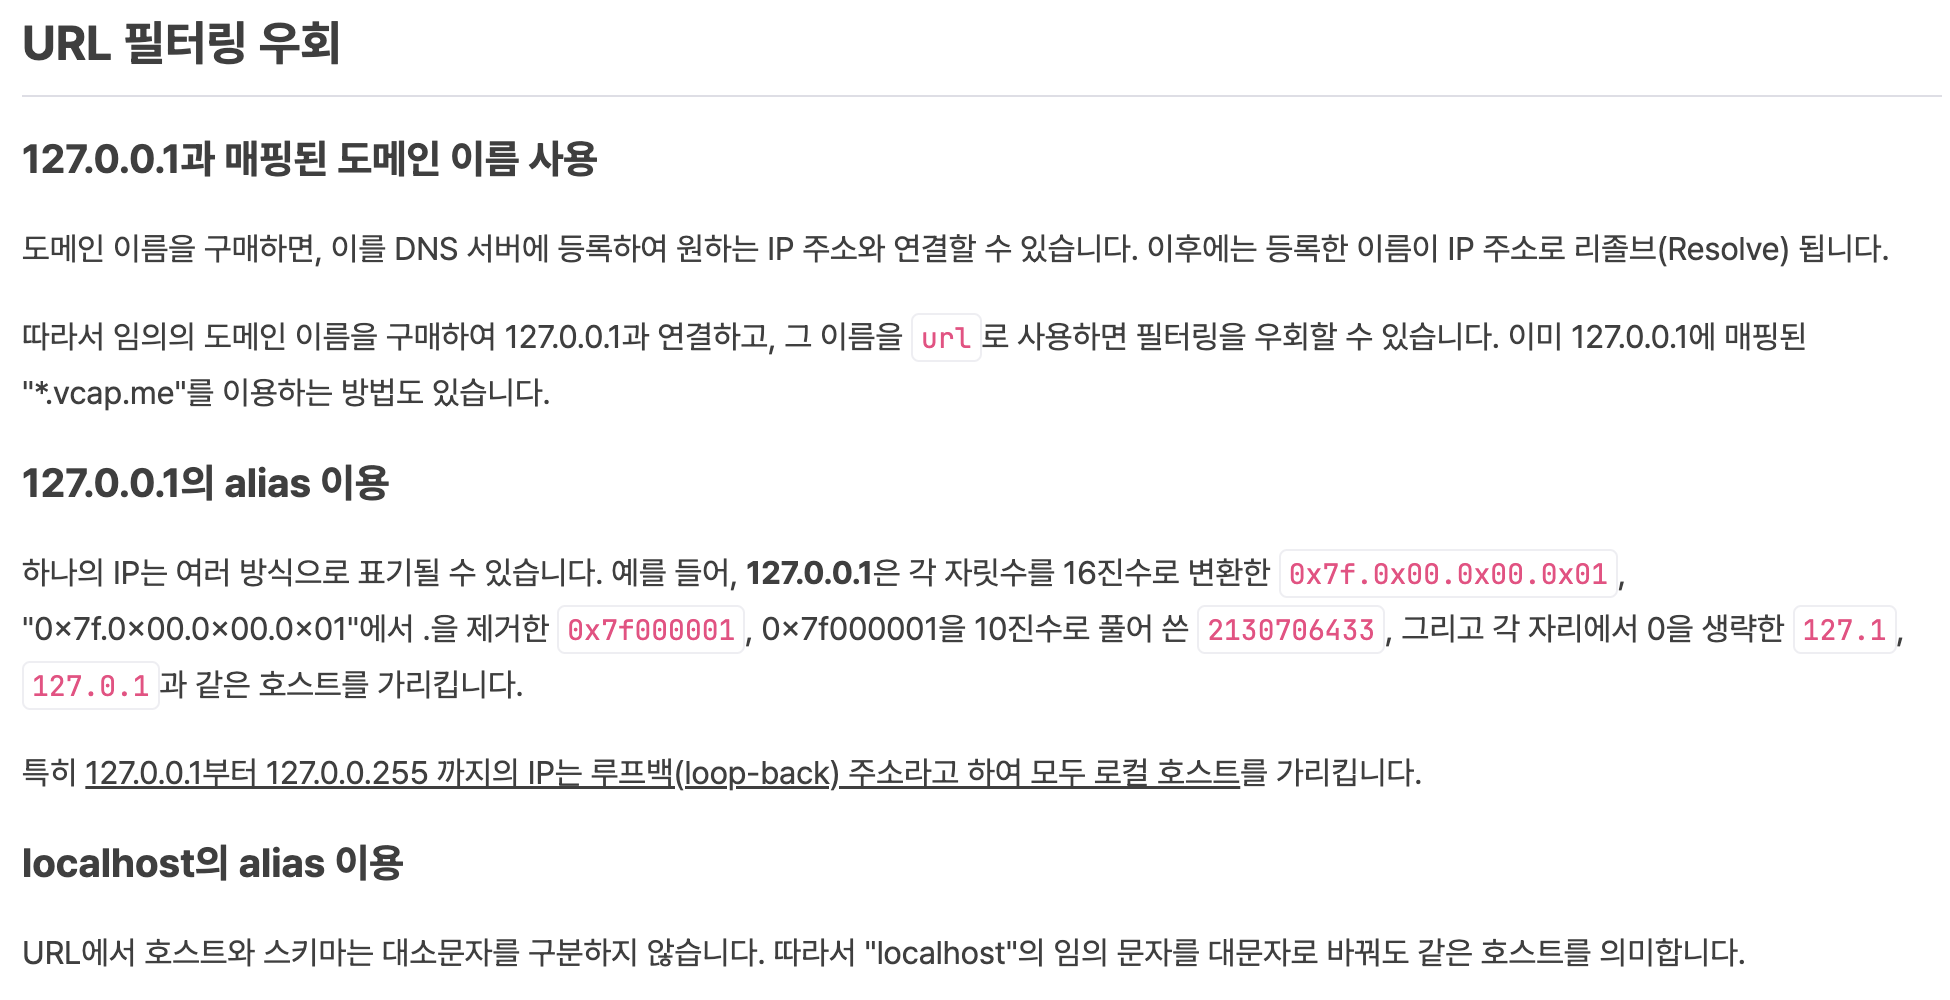 URL 필터링 우회
127.0.0.1과 매핑된 도메인 이름 사용
도메인 이름을 구매하면, 이를 DNS 서버에 등록하여 원하는 IP 주소와 연결할 수 있습니다. 이후에는 등록한 이름이 IP 주소로 리졸브(Resolve) 됩니다.
따라서 임의의 도메인 이름을 구매하여 127.0.0.1과 연결하고, 그 이름을 url로 사용하면 필터링을 우회할 수 있습니다. 이미 127.0.0.1에 매핑된
"*.vcap.me"를 이용하는 방법도 있습니다.
127.0.0.1의 alias 이용
하나의 IP는 여러 방식으로 표기될 수 있습니다. 예를 들어, 127.0.0.1은 각 자릿수를 16진수로 변환한 0x7f.0x00.0x00.0x01,
"0×7f.0×00.0×00.0×01"에서 .을 제거한 0x7f000001, 0×7f000001을 10진수로 풀어 쓴 2130706433, 그리고 각 자리에서 0을 생략한 127.1,
127.0.1과 같은 호스트를 가리킵니다.
특히 127.0.0.1부터 127.0.0.255 까지의 IP는 루프백(loop-back) 주소라고 하여 모두 로컬 호스트를 가리킵니다.
localhost의 alias 이용
URL에서 호스트와 스키마는 대소문자를 구분하지 않습니다. 따라서 "localhost"의 임의 문자를 대문자로 바꿔도 같은 호스트를 의미합니다.